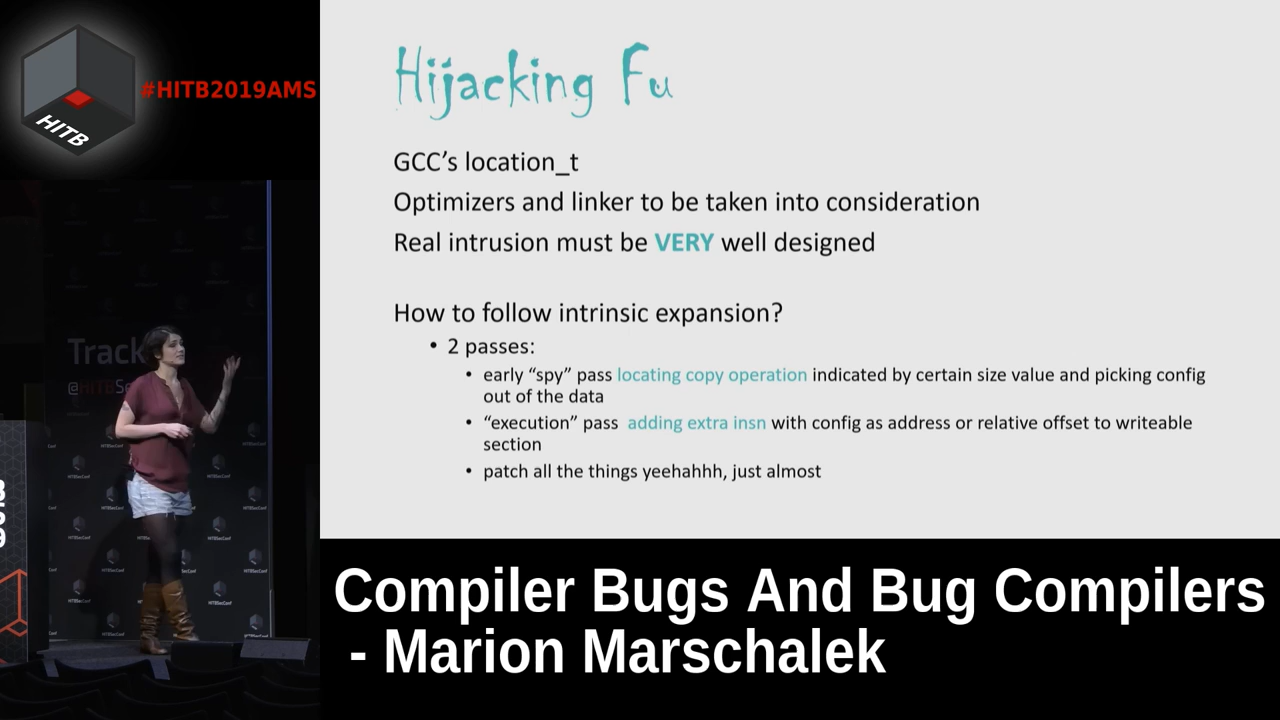 HITB
#HITB2019AMS
Hijacking Fu
GCC’s location_t
Optimizers and linker to be taken into consideration
Real intrusion must be VERY well designed
How to follow intrinsic expansion?
• 2 passes:
• early “spy” pass locating copy operation indicated by certain size value and picking config
out of the data
• “execution” pass adding extra insn with config as address or relative offset to writeable
section
• patch all the things yeehahhh, just almost
Track
@HITBSe
Compiler Bugs And Bug Compilers
- Marion Marschalek